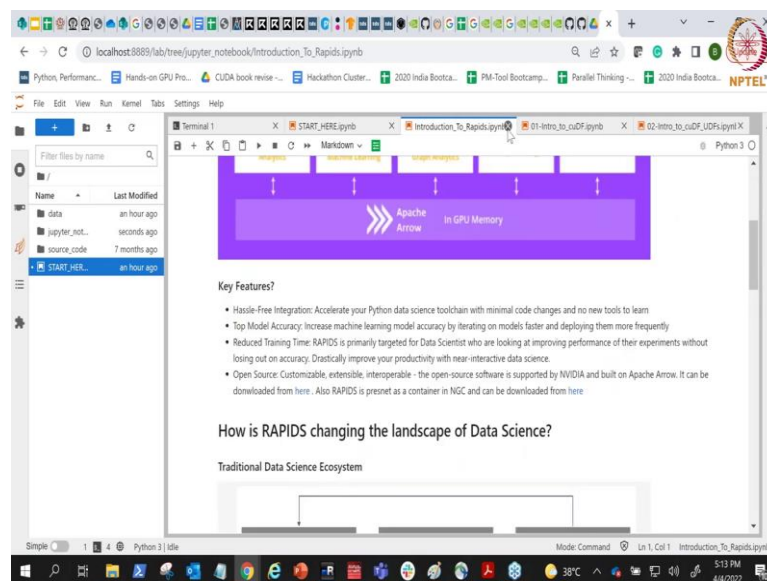 localhost:8889/lab/tree/jupyter_notebook/Introduction_To_Rapids.ipynb
Python, Performanc... Hands-on GPU Pro... CUDA book revise -... Hackathon Cluster... 2020 India Bootca... PM-Tool Bootcamp... Parallel Thinking -... 2020 India Bootca...
NPTEL
File Edit View Run Kernel Tabs Settings Help
Terminal 1 START_HERE.ipynb Introduction_To_Rapids.ipynb 01-Intro_to_cuDF.ipynb 02-Intro_to_cuDF_UDFs.ipynb
Markdown Python 3
Filter files by name
/
Name Last Modified
data an hour ago
jupyter_not... seconds ago
source_code 7 months ago
START_HER... an hour ago
Analytics Machine Learning Graph Analytics
Apache
Arrow
In GPU Memory
Key Features?
• Hassle-Free Integration: Accelerate your Python data science toolchain with minimal code changes and no new tools to learn
• Top Model Accuracy: Increase machine learning model accuracy by iterating on models faster and deploying them more frequently
• Reduced Training Time: RAPIDS is primarily targeted for Data Scientist who are looking at improving performance of their experiments without
losing out on accuracy. Drastically improve your productivity with near-interactive data science.
• Open Source: Customizable, extensible, interoperable - the open-source software is supported by NVIDIA and built on Apache Arrow. It can be
donwloaded from here . Also RAPIDS is presnet as a container in NGC and can be downloaded from here
How is RAPIDS changing the landscape of Data Science?
Traditional Data Science Ecosystem
Simple 1 4 Python 3 | Idle Mode: Command Ln 1, Col 1 Introduction_To_Rapids.ipyn
38°C 5:13 PM
4/4/2022